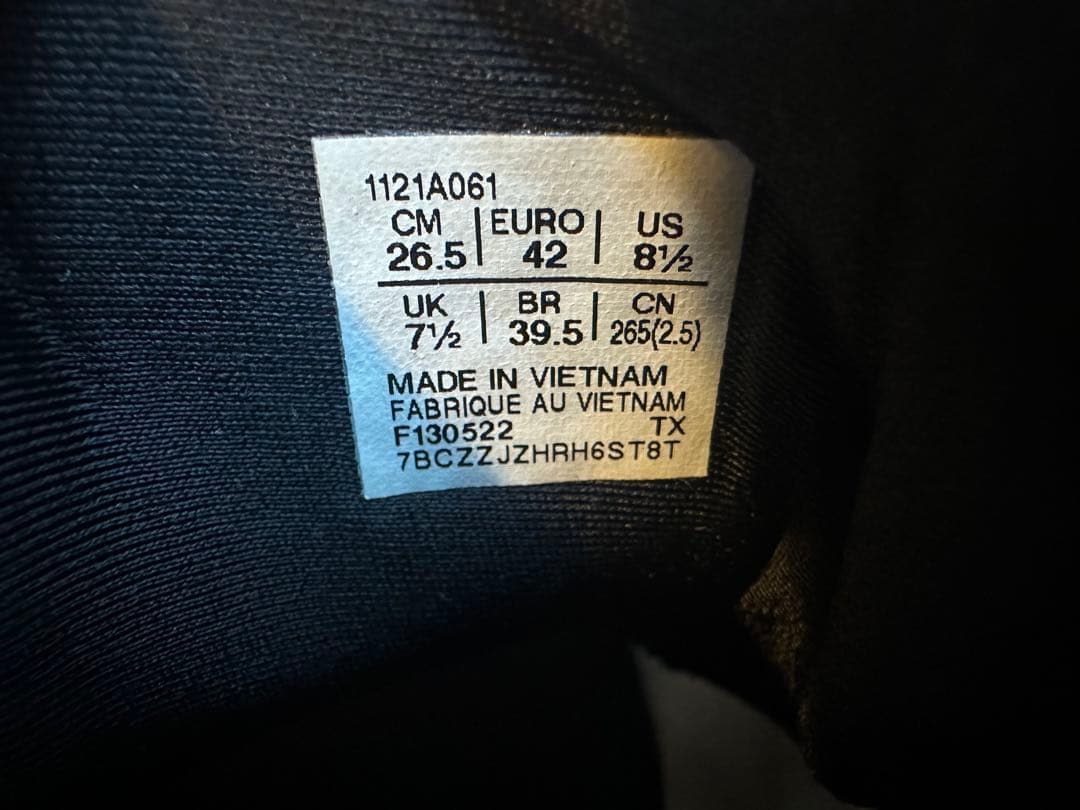 1121A061
CM | EURO | US
26.5 | 42 | 8½
UK | BR | CN
7½ | 39.5 | 265(2.5)
MADE IN VIETNAM
FABRIQUE AU VIETNAM
F130522 TX
7BCZZJZHRH6ST8T